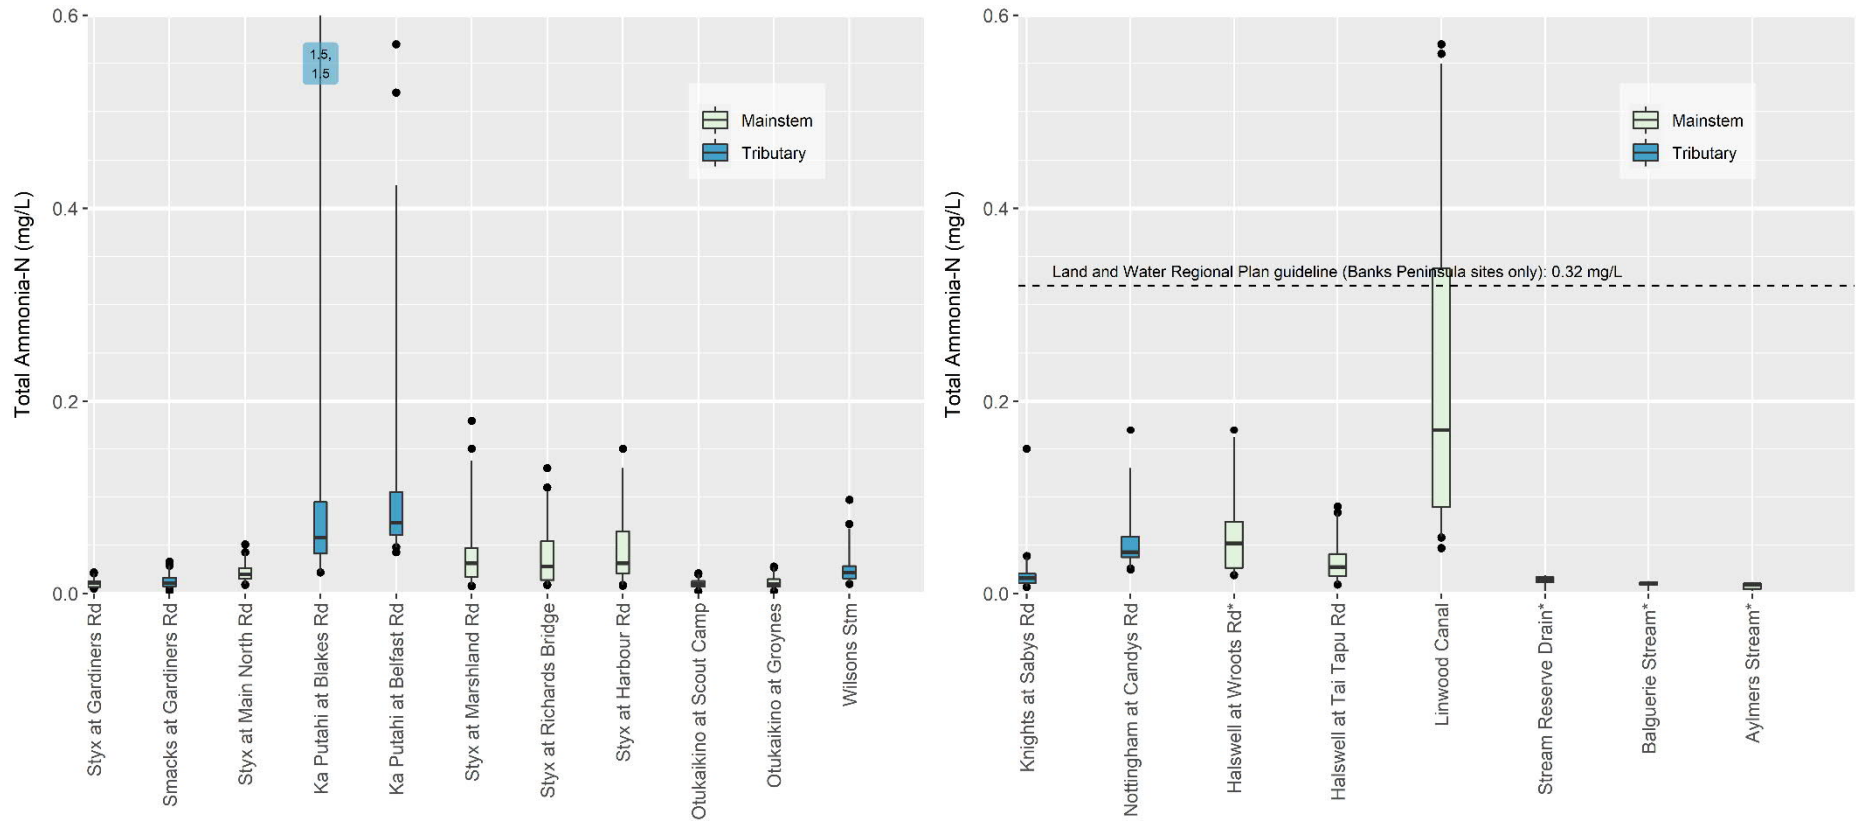 Total Ammonia-N (mg/L)
0.6
0.4
0.2
0.0
1.5,
1.5
Mainstem
Tributary
Styx at Gardiners Rd
Smacks at Gardiners Rd
Styx at Main North Rd
Ka Putahi at Blakes Rd
Ka Putahi at Belfast Rd
Styx at Marshland Rd
Styx at Richards Bridge
Styx at Harbour Rd
Otukaikino at Scout Camp
Otukaikino at Groynes
Wilsons Stm
Total Ammonia-N (mg/L)
0.6
0.4
0.2
0.0
Mainstem
Tributary
Land and Water Regional Plan guideline (Banks Peninsula sites only): 0.32 mg/L
Knights at Sabys Rd
Nottingham at Candys Rd
Halswell at Wroots Rd*
Halswell at Tai Tapu Rd
Linwood Canal
Stream Reserve Drain*
Balguerie Stream*
Aylmers Stream*